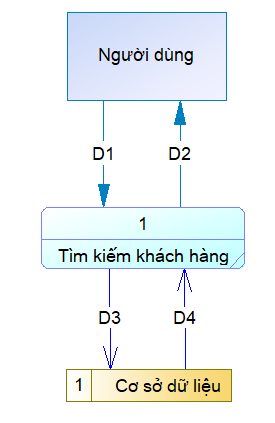 Người dùng
D1
D2
1
Tìm kiếm khách hàng
D3
D4
1
Cơ sở dữ liệu